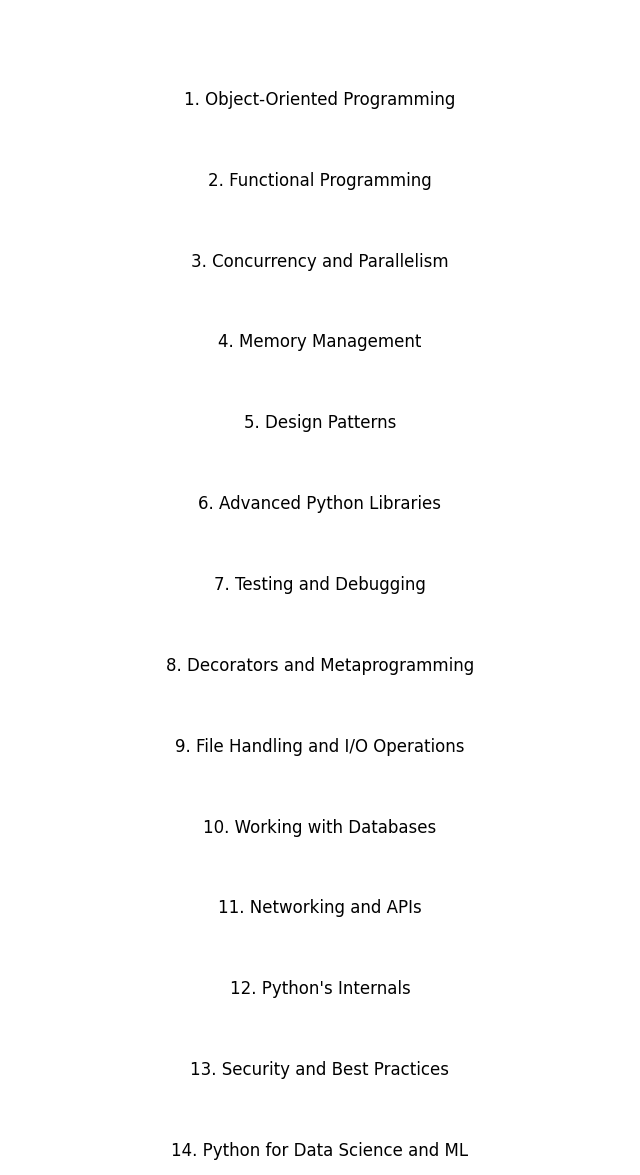 1. Object-Oriented Programming
2. Functional Programming
3. Concurrency and Parallelism
4. Memory Management
5. Design Patterns
6. Advanced Python Libraries
7. Testing and Debugging
8. Decorators and Metaprogramming
9. File Handling and I/O Operations
10. Working with Databases
11. Networking and APIs
12. Python's Internals
13. Security and Best Practices
14. Python for Data Science and ML